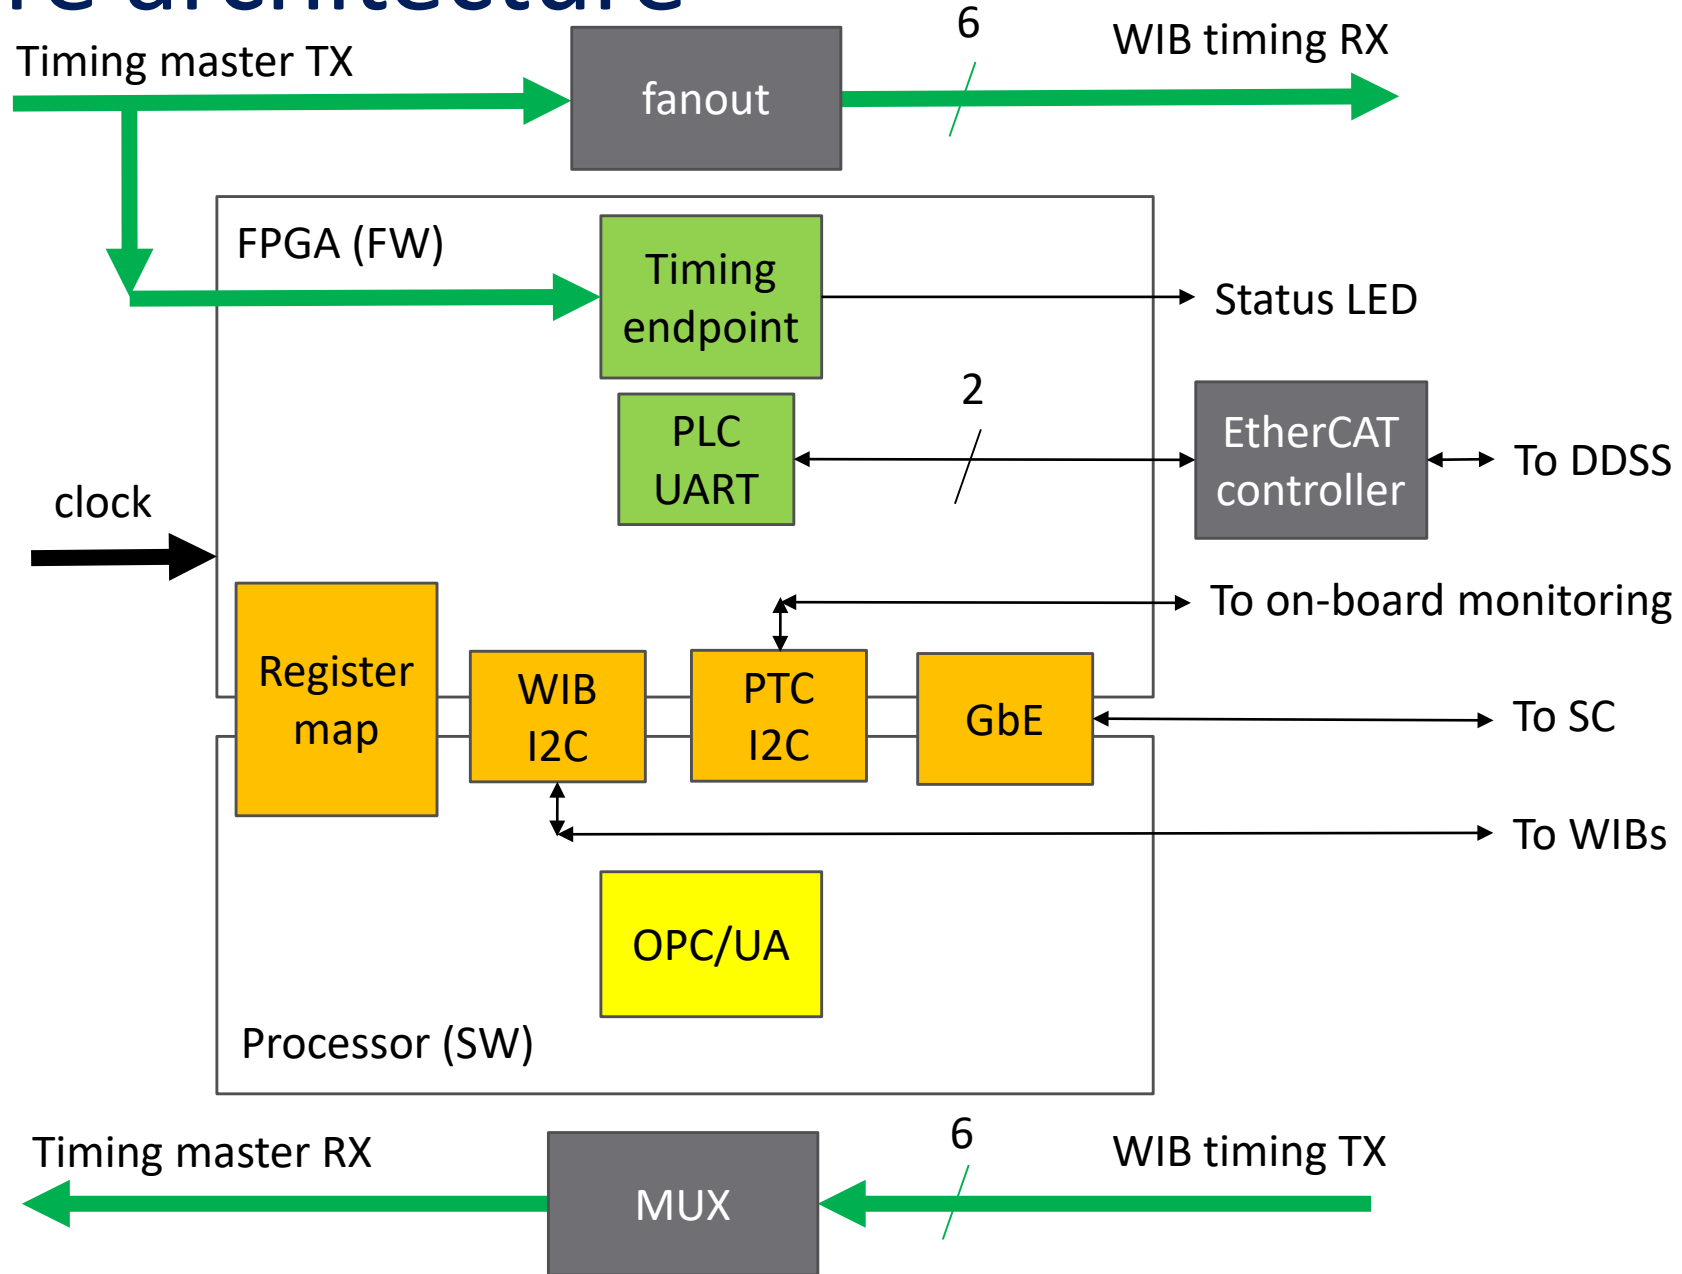 re architecture
6
Timing master TX
WIB timing RX
fanout
FPGA (FW)
Timing
endpoint
Status LED
2
PLC
UART
EtherCAT
controller
To DDSS
clock
To on-board monitoring
Register
map
WIB
I2C
PTC
I2C
GbE
To SC
To WIBs
OPC/UA
Processor (SW)
6
Timing master RX
WIB timing TX
MUX